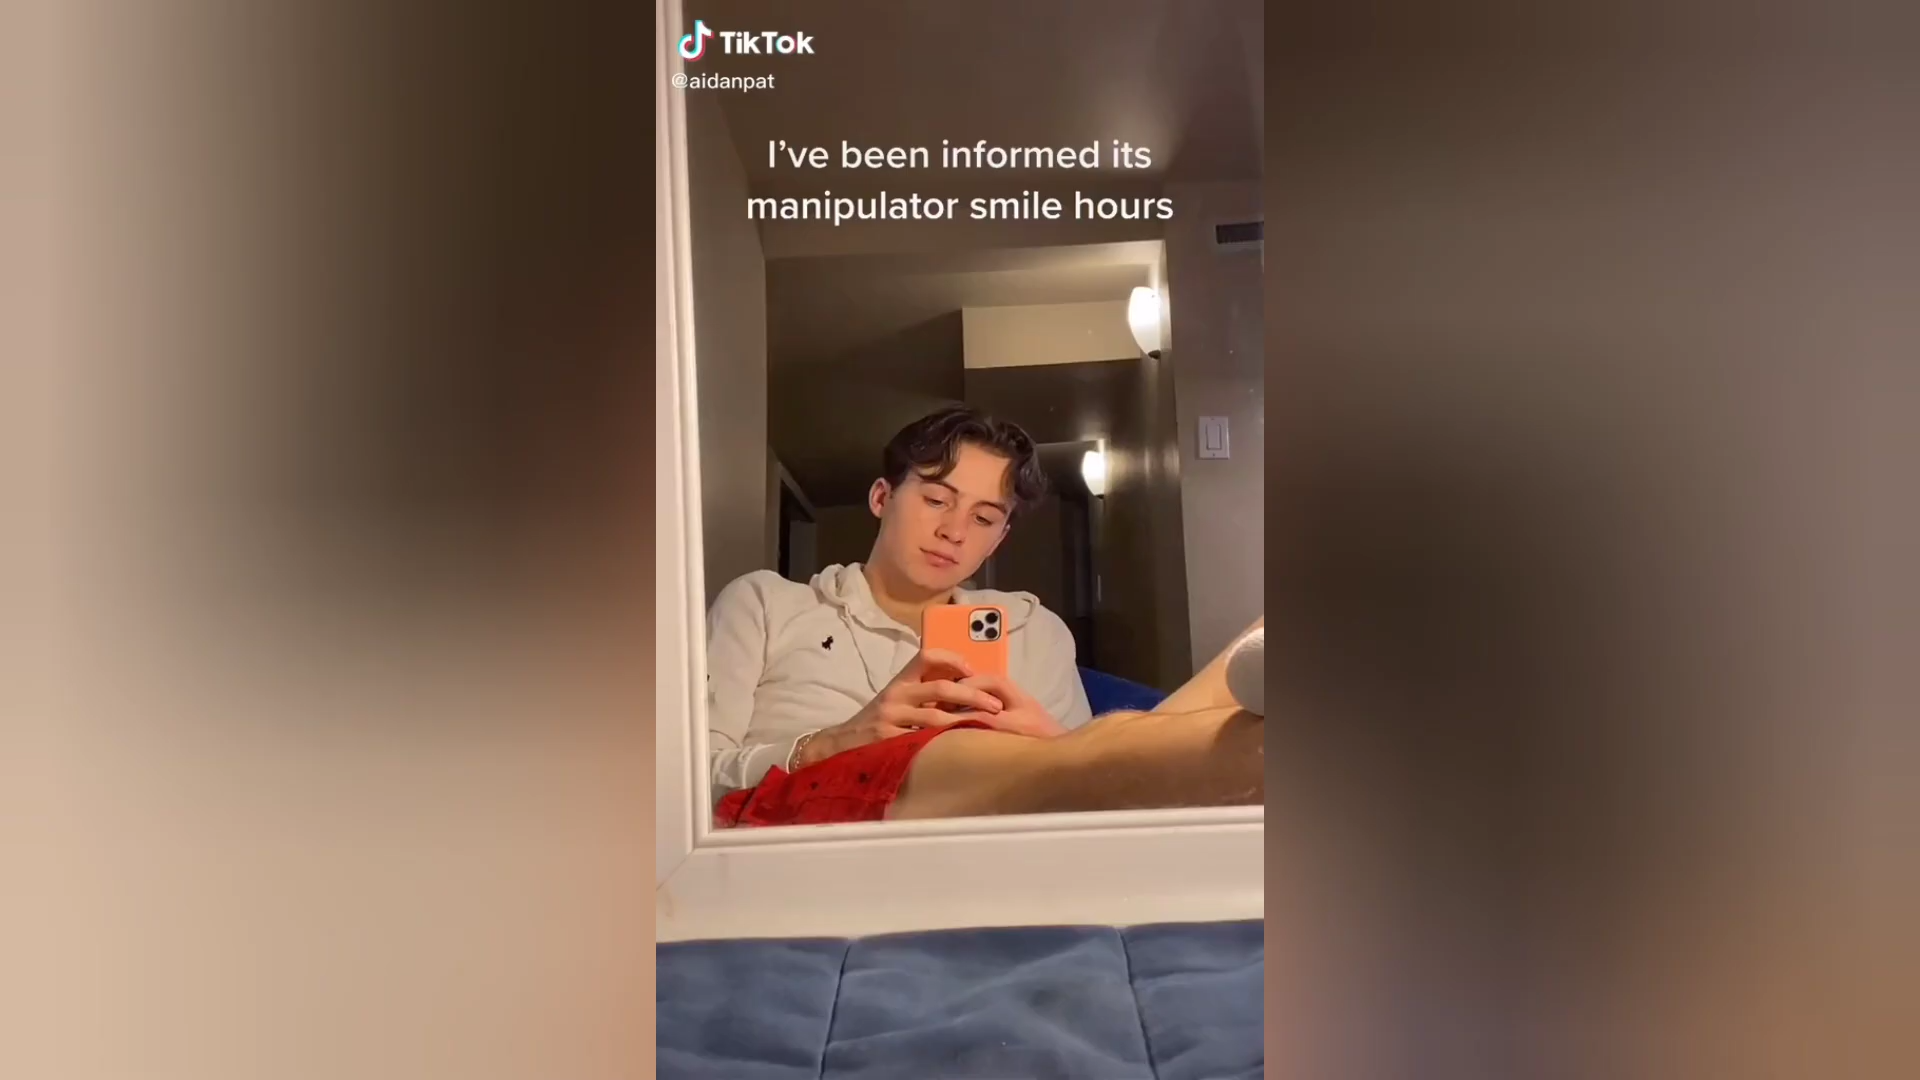 TikTok
@aidanpat
I’ve been informed its
manipulator smile hours